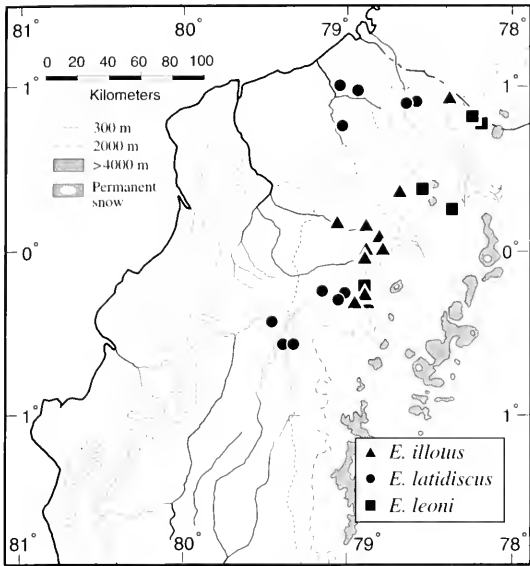 81 80 79 78
1° 1°
0 20 40 60 80 100
Kilometers
300 m
2000 m
>4000 m
Permanent
snow
0° 0°
1° 1
E. illotus
E. latidiscus
E. leoni
81 80 79 78